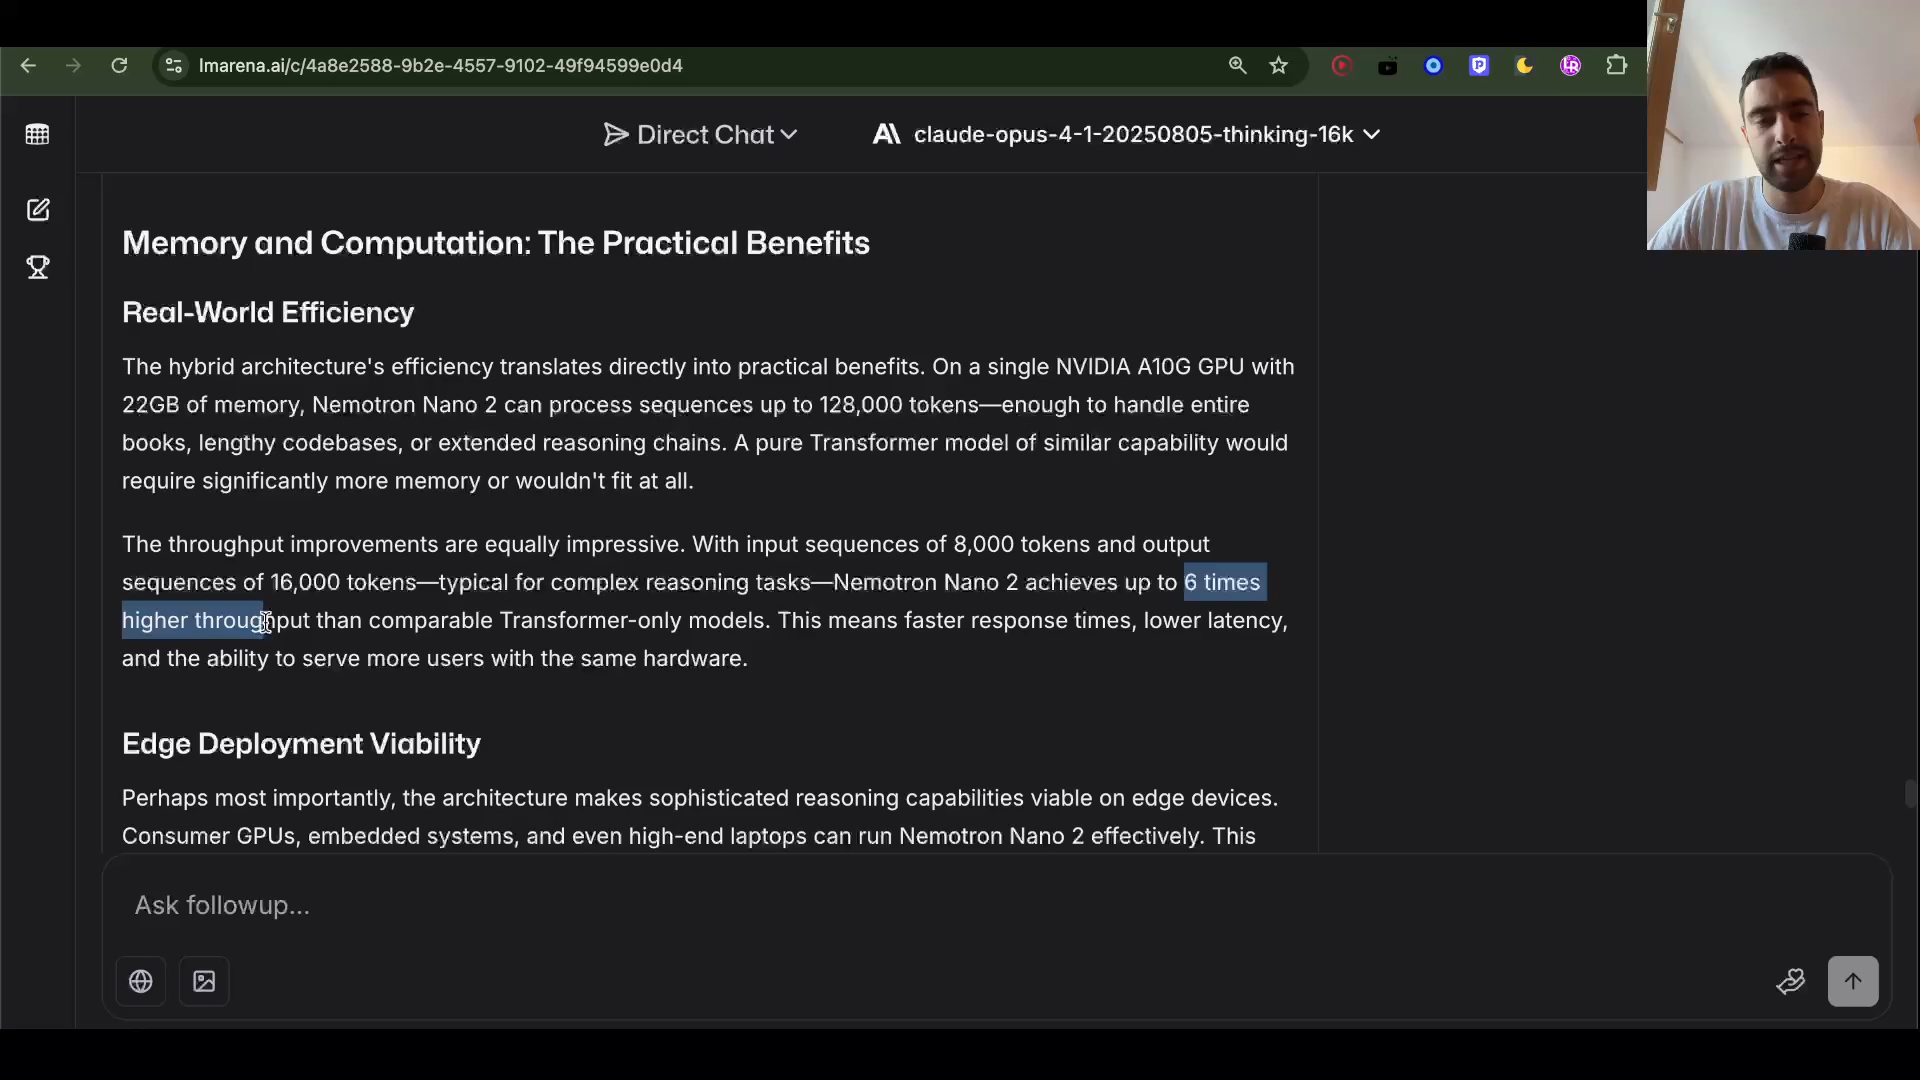 lmarena.ai/c/4a8e2588-9b2e-4557-9102-49f94599e0d4
Direct Chat
claude-opus-4-1-20250805-thinking-16k
Memory and Computation: The Practical Benefits
Real-World Efficiency
The hybrid architecture's efficiency translates directly into practical benefits. On a single NVIDIA A10G GPU with
22GB of memory, Nemotron Nano 2 can process sequences up to 128,000 tokens—enough to handle entire
books, lengthy codebases, or extended reasoning chains. A pure Transformer model of similar capability would
require significantly more memory or wouldn't fit at all.
The throughput improvements are equally impressive. With input sequences of 8,000 tokens and output
sequences of 16,000 tokens—typical for complex reasoning tasks—Nemotron Nano 2 achieves up to 6 times
higher throughput than comparable Transformer-only models. This means faster response times, lower latency,
and the ability to serve more users with the same hardware.
Edge Deployment Viability
Perhaps most importantly, the architecture makes sophisticated reasoning capabilities viable on edge devices.
Consumer GPUs, embedded systems, and even high-end laptops can run Nemotron Nano 2 effectively. This
Ask followup...